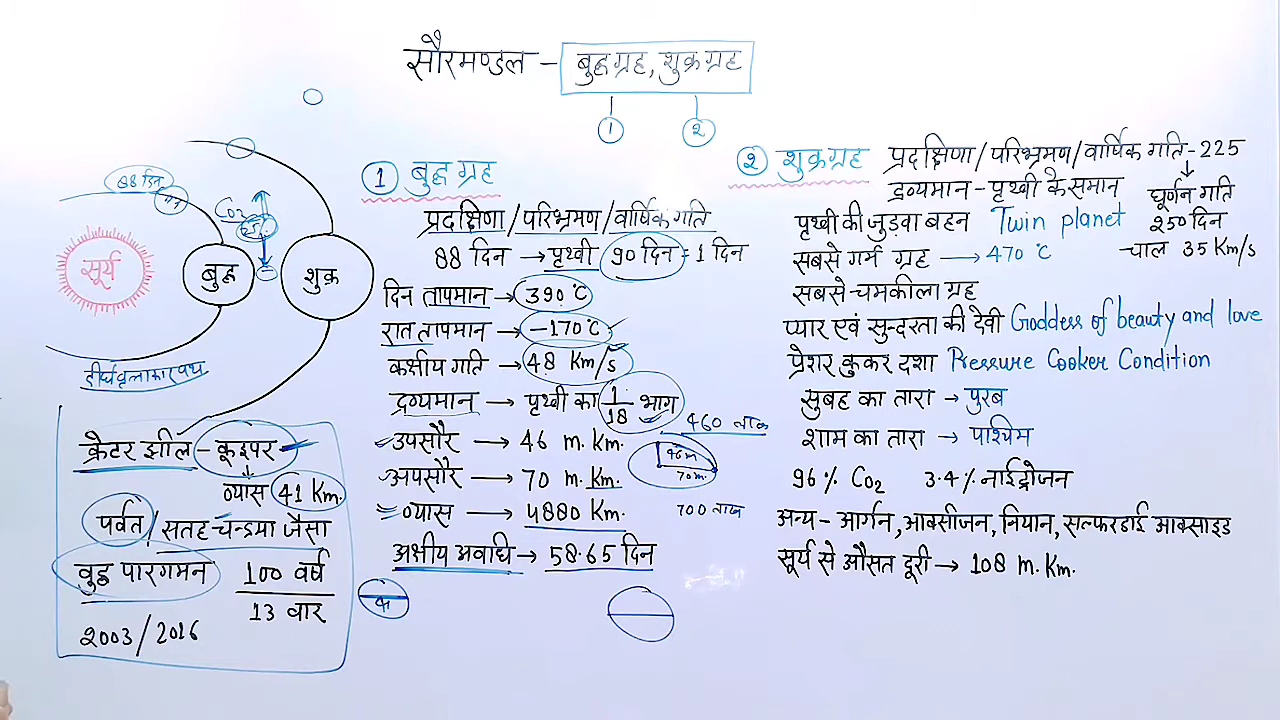 सौरमण्डल - बुद्ध ग्रह, शुक्र ग्रह
1 2
88 दिन
CO2
सूर्य
बुद्ध
शुक्र
दीर्घवृत्ताकार पथ
क्रेटर झील - कूइपर
व्यास 41 Km.
पर्वत / सतह चन्द्रमा जैसा
वुद्ध पारगमन 100 वर्ष
13 वार
2003/2016
1 बुद्ध ग्रह
प्रदक्षिणा/परिभ्रमण/वार्षिक गति
88 दिन → पृथ्वी 90 दिन = 1 दिन
दिन तापमान → 390°C
रात तापमान → -170°C
कक्षीय गति → 48 Km/s
द्रव्यमान → पृथ्वी का 1/18 भाग
उपसौर → 46 m. Km.
अपसौर → 70 m. Km.
व्यास → 4880 Km.
अक्षीय अवधि → 58.65 दिन
460 लाख
46m
70m.
700 लाख
2 शुक्र ग्रह
प्रदक्षिणा/परिभ्रमण/वार्षिक गति - 225
द्रव्यमान - पृथ्वी के समान
घूर्णन गति
250 दिन
चाल 35 Km/s
पृथ्वी की जुड़वा बहन Twin planet
सबसे गर्म ग्रह → 470°C
सबसे चमकीला ग्रह
प्यार एवं सुन्दरता की देवी Goddess of beauty and love
प्रेशर कुकर दशा Pressure Cooker Condition
सुबह का तारा → पुरब
शाम का तारा → पश्चिम
96% CO2 3.4% नाईट्रोजन
अन्य - आर्गन, आक्सीजन, नियान, सल्फरडाई आक्साइड
सूर्य से औसत दूरी → 108 m. Km.